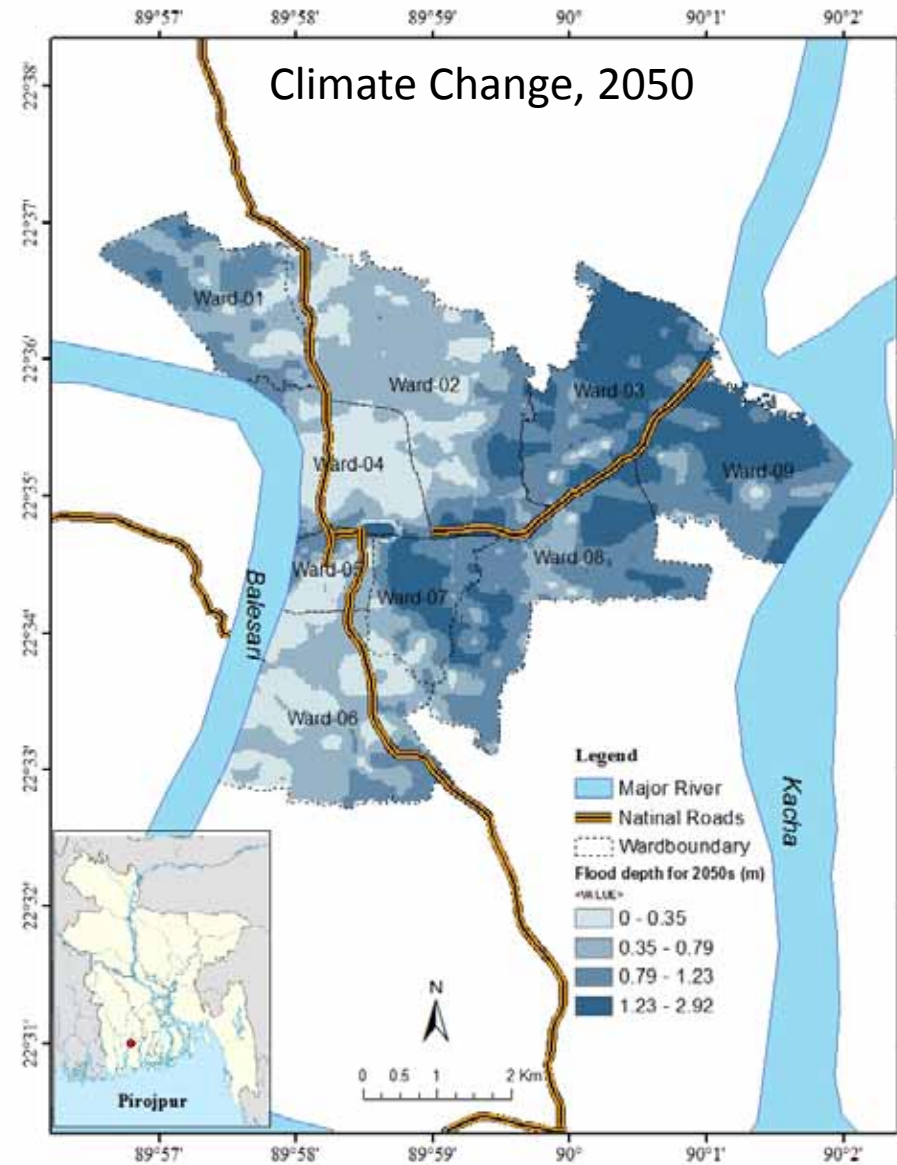 89°57' 89°58' 89°59' 90° 90°1' 90°2'
Climate Change, 2050
22°38'
22°37'
22°36'
22°35'
22°34'
22°33'
22°32'
22°31'
Ward-01
Ward-02
Ward-03
Ward-04
Ward-09
Ward-05
Ward-08
Ward-07
Ward-06
Balesari
Kacha
Legend
Major River
Natinal Roads
Wardboundary
Flood depth for 2050s (m)
<VALUE>
0 - 0.35
0.35 - 0.79
0.79 - 1.23
1.23 - 2.92
N
0 0.5 1 2 Km
Pirojpur
89°57' 89°58' 89°59' 90° 90°1' 90°2'